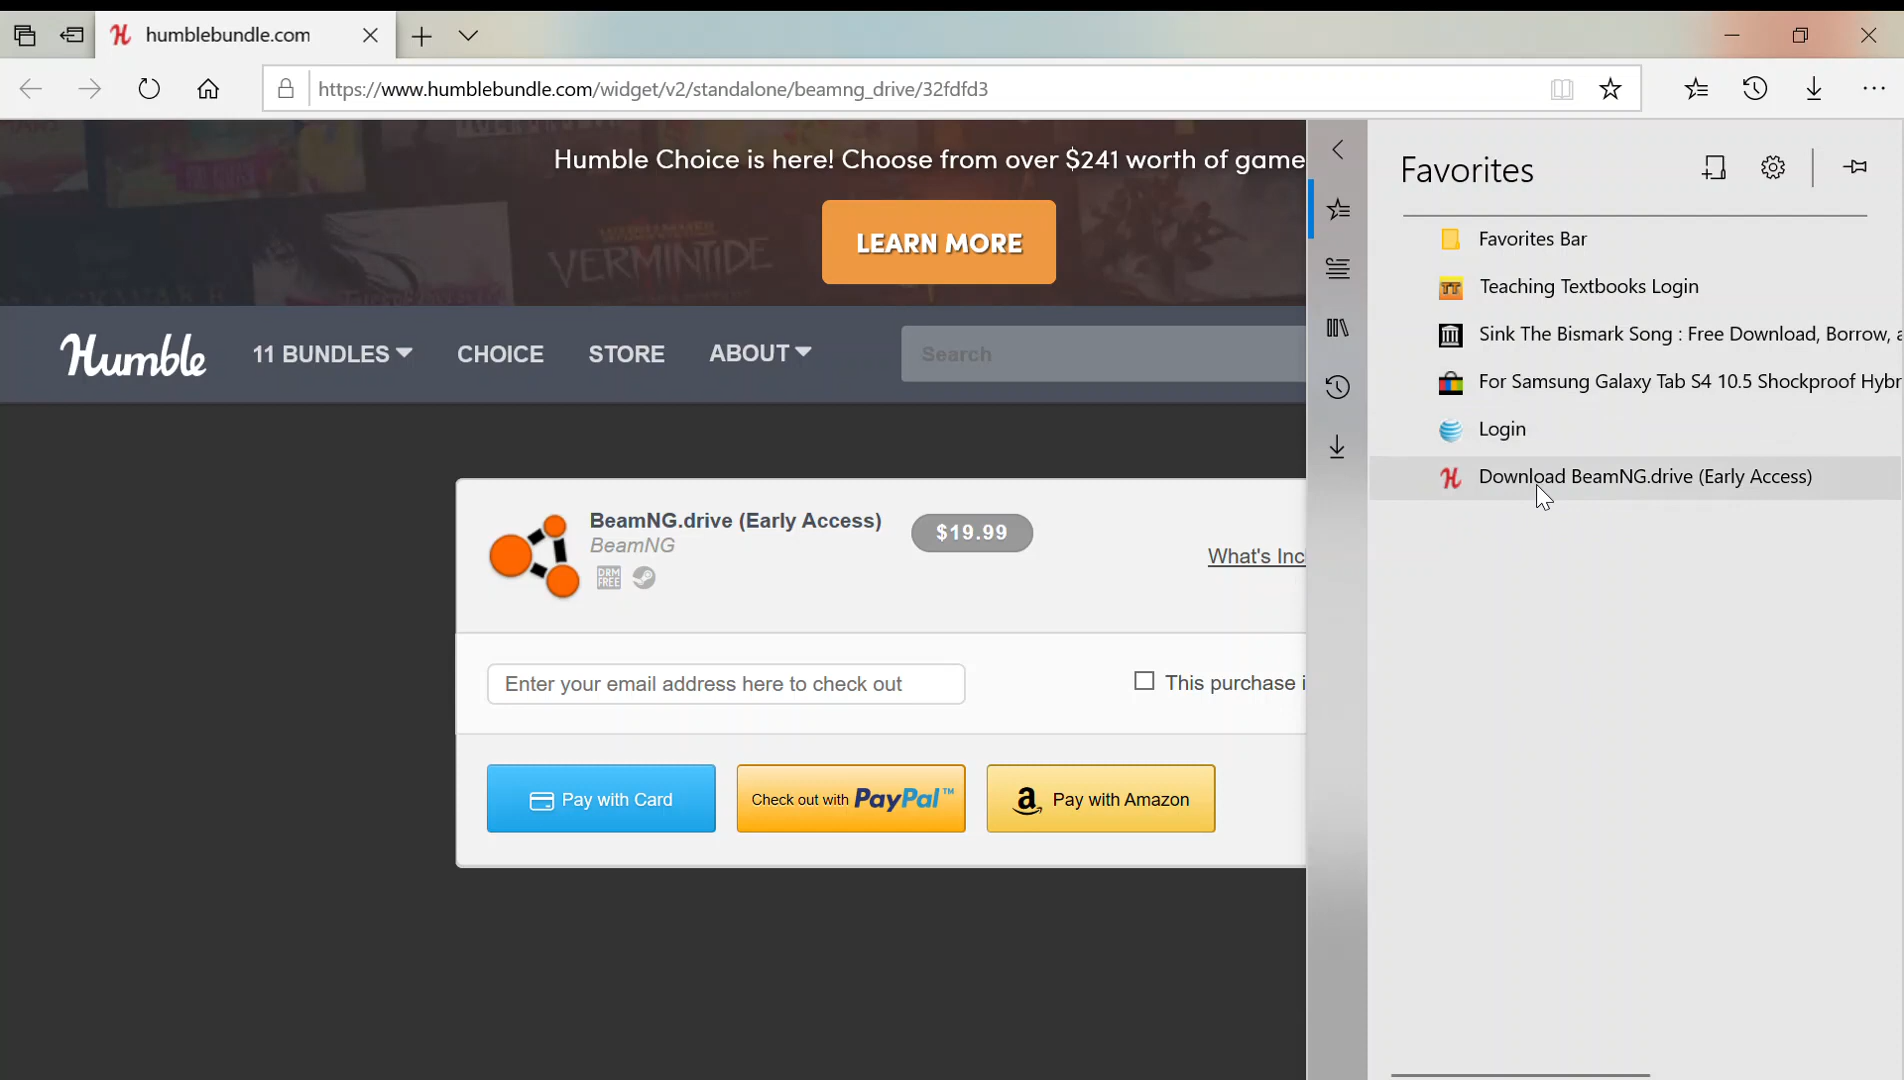 humblebundle.com
https://www.humblebundle.com/widget/v2/standalone/beamng_drive/32fdfd3
Humble Choice is here! Choose from over $241 worth of game
VERMINTIDE
LEARN MORE
Humble
11 BUNDLES
CHOICE
STORE
ABOUT
Search
BeamNG.drive (Early Access)
$19.99
BeamNG
DRM FREE
What's Inc
Enter your email address here to check out
This purchase i
Pay with Card
Check out with PayPal™
Pay with Amazon
Favorites
Favorites Bar
Teaching Textbooks Login
Sink The Bismark Song : Free Download, Borrow, a
For Samsung Galaxy Tab S4 10.5 Shockproof Hybr
Login
Download BeamNG.drive (Early Access)